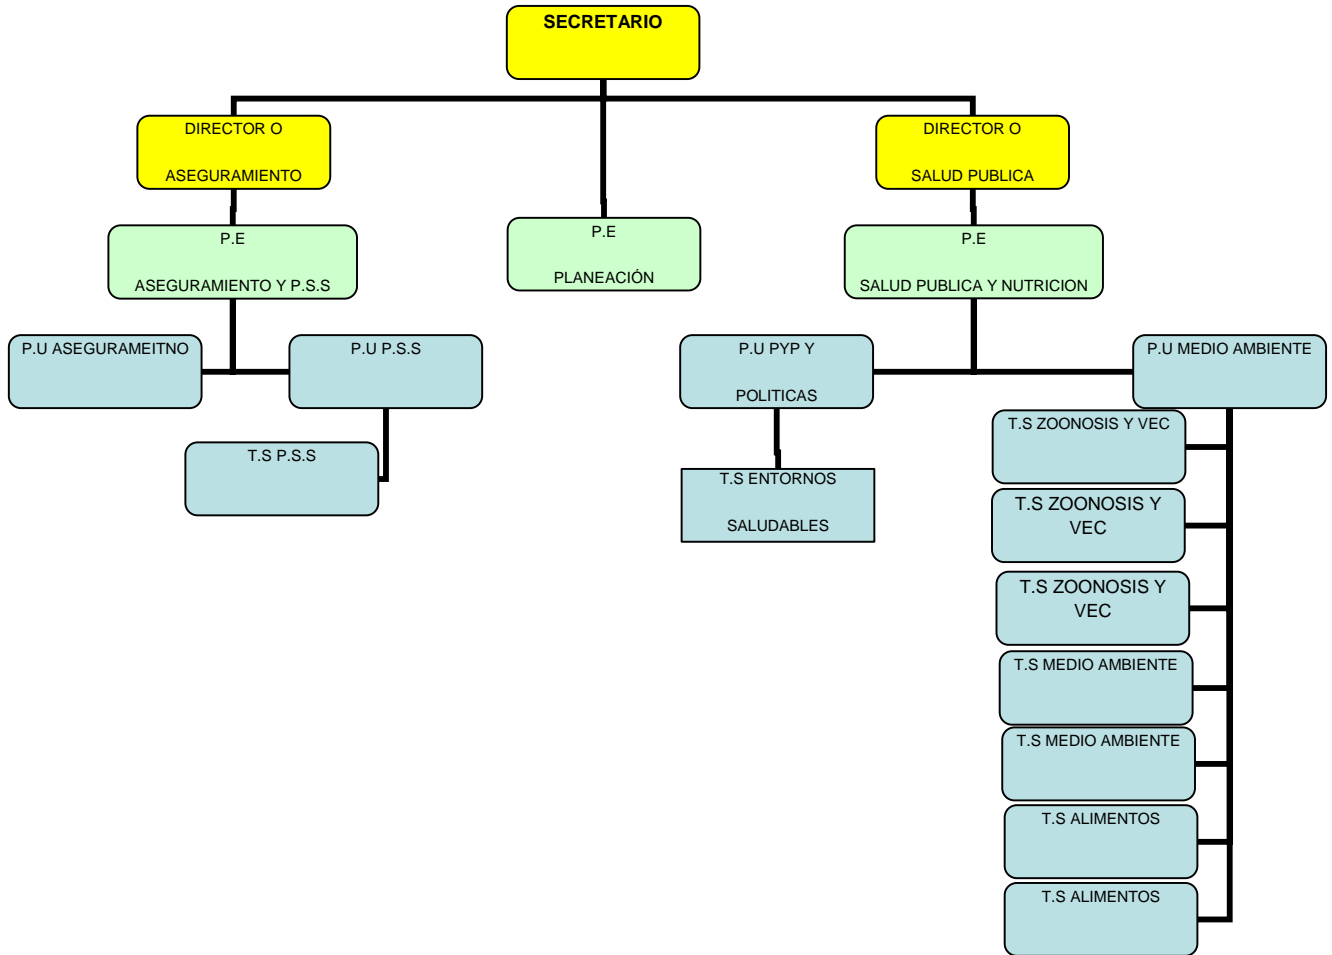 SECRETARIO
DIRECTOR O
ASEGURAMIENTO
DIRECTOR O
SALUD PUBLICA
P.E
ASEGURAMIENTO Y P.S.S
P.E
PLANEACIÓN
P.E
SALUD PUBLICA Y NUTRICION
P.U ASEGURAMEITNO
P.U P.S.S
P.U PYP Y
POLITICAS
P.U MEDIO AMBIENTE
T.S P.S.S
T.S ENTORNOS
SALUDABLES
T.S ZOONOSIS Y VEC
T.S ZOONOSIS Y
VEC
T.S ZOONOSIS Y
VEC
T.S MEDIO AMBIENTE
T.S MEDIO AMBIENTE
T.S ALIMENTOS
T.S ALIMENTOS